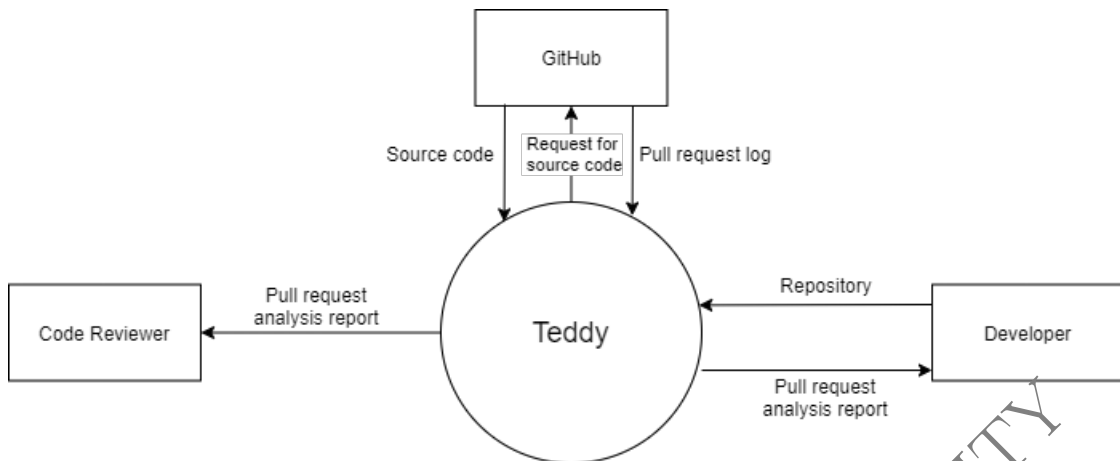 GitHub
Source code
Request for
source code
Pull request log
Pull request
analysis report
Repository
Code Reviewer
Teddy
Developer
Pull request
analysis report